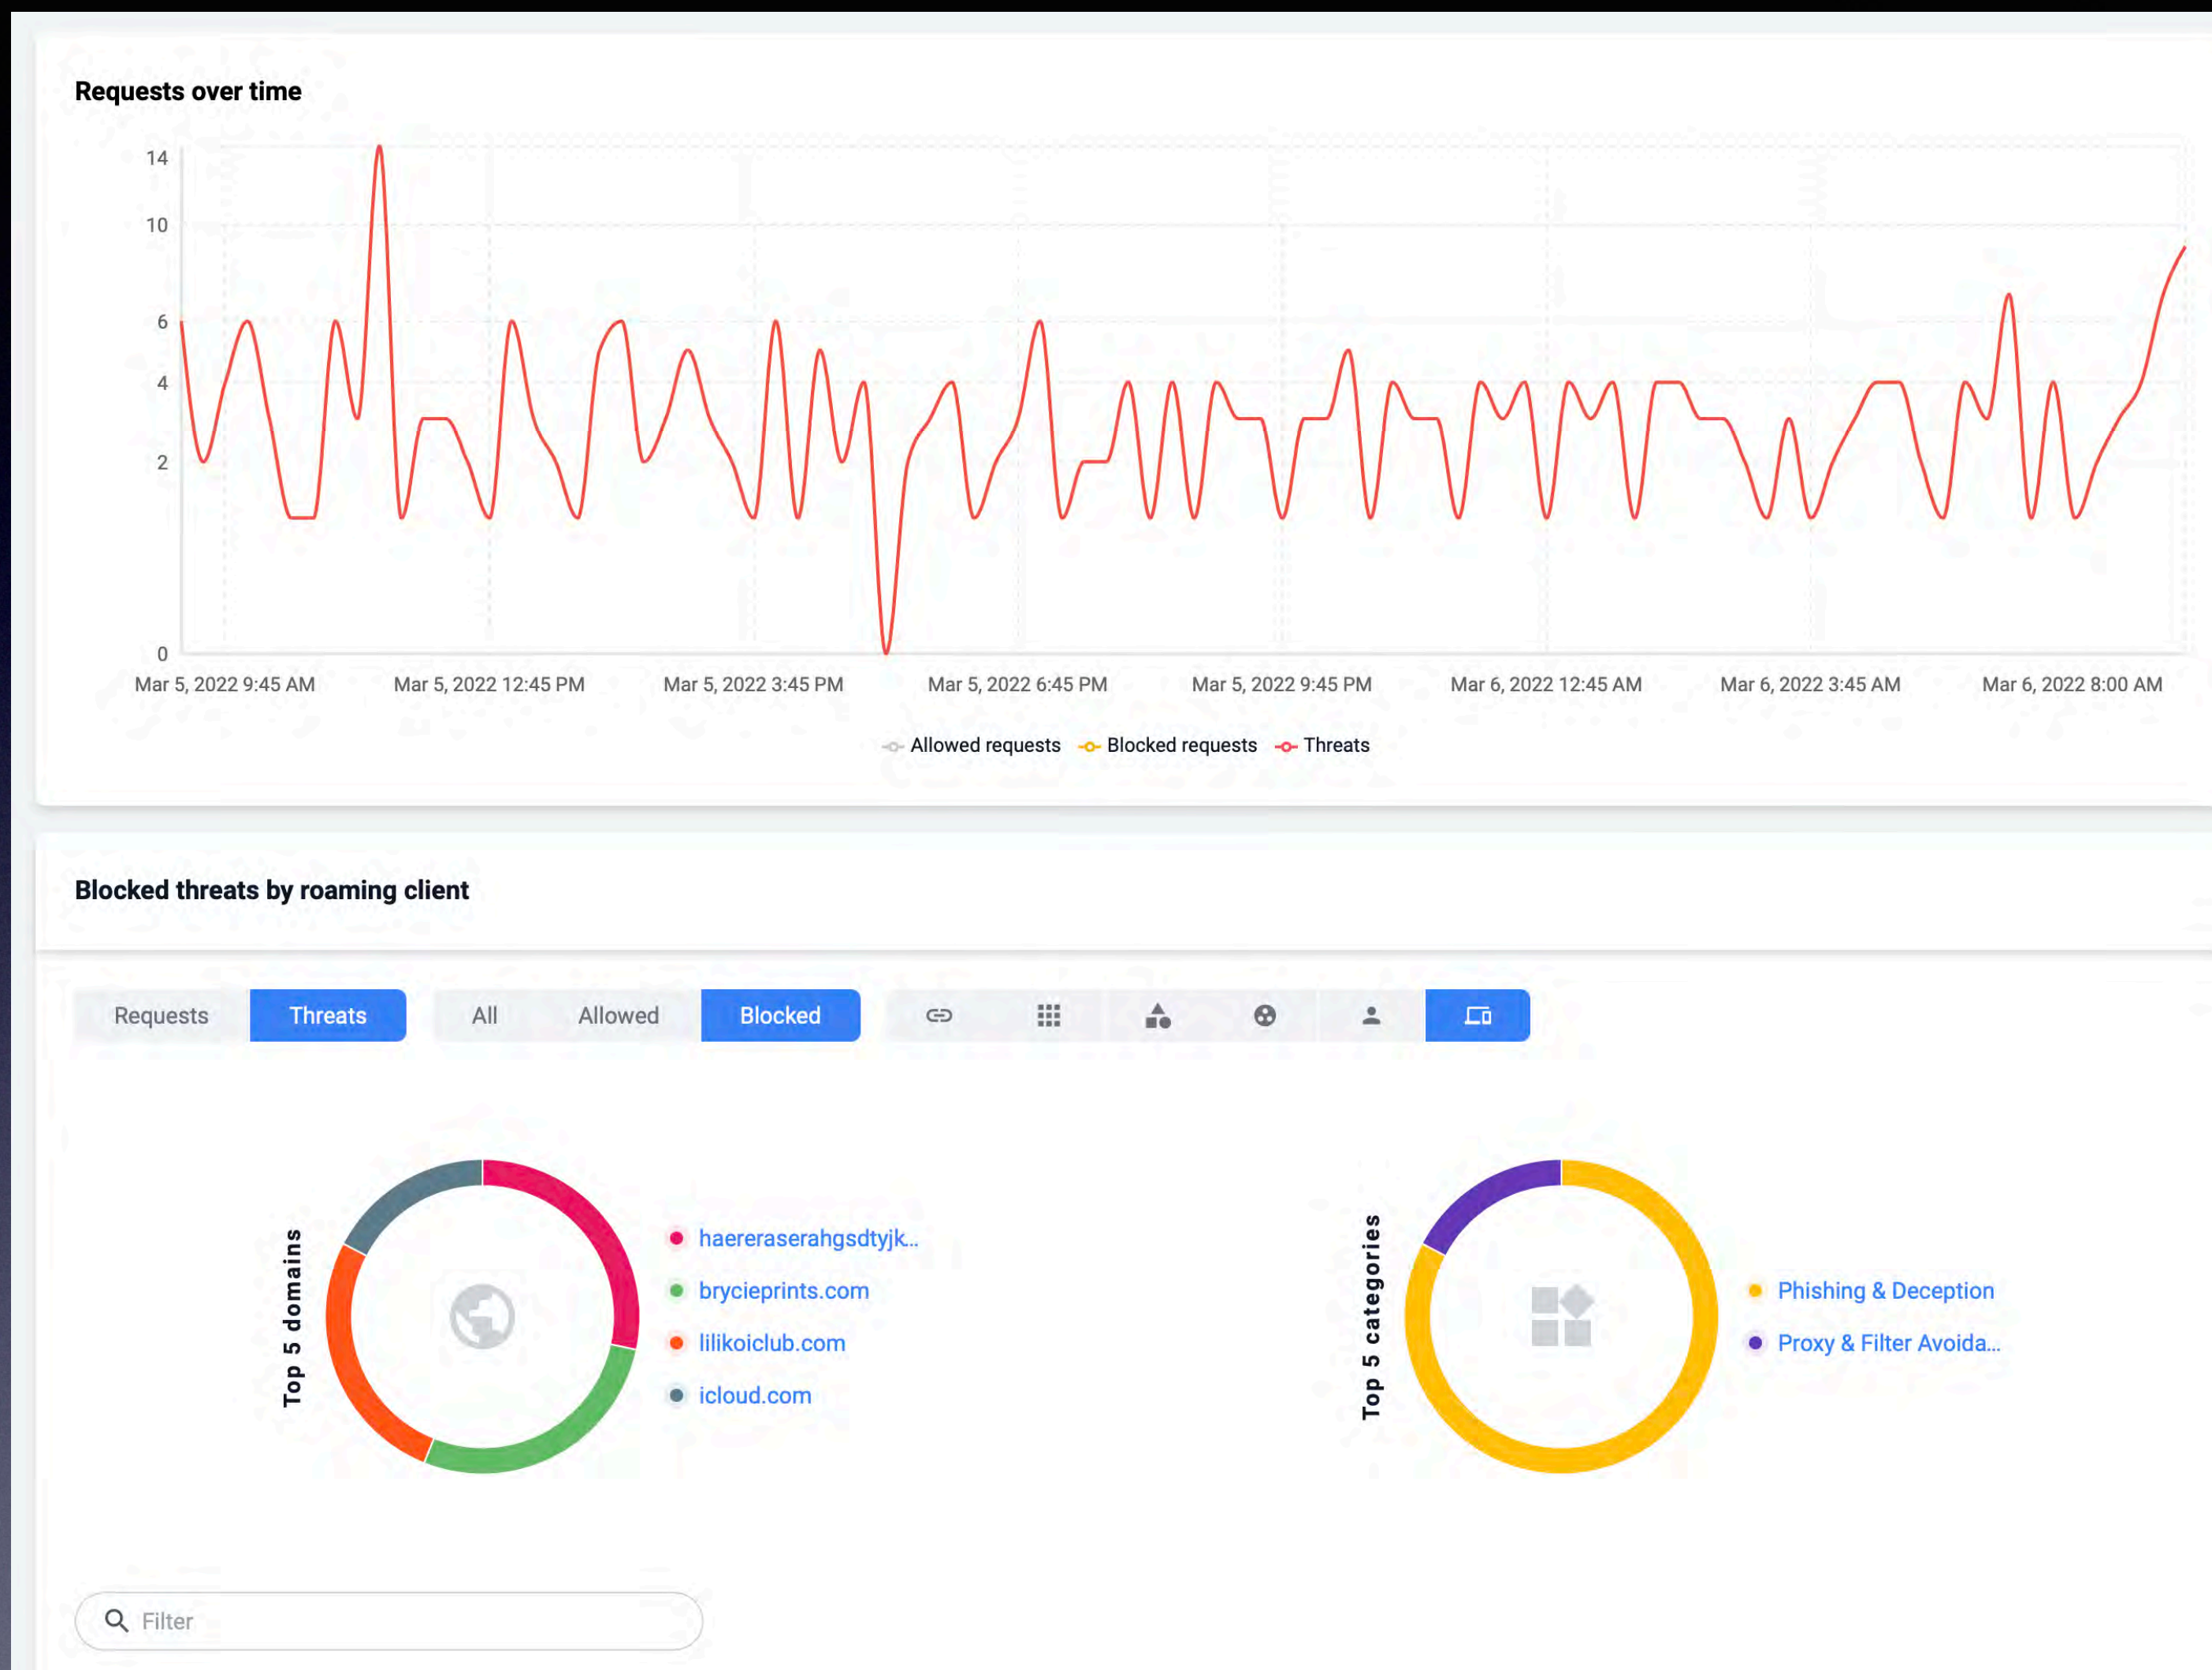 Requests over time
14
10
6
4
2
0
Mar 5, 2022 9:45 AM Mar 5, 2022 12:45 PM Mar 5, 2022 3:45 PM Mar 5, 2022 6:45 PM Mar 5, 2022 9:45 PM Mar 6, 2022 12:45 AM Mar 6, 2022 3:45 AM Mar 6, 2022 8:00 AM
Allowed requests Blocked requests Threats
Blocked threats by roaming client
Requests Threats All Allowed Blocked
Top 5 domains
haereraserahgsdtyjk...
brycieprints.com
lilikoiclub.com
icloud.com
Top 5 categories
Phishing & Deception
Proxy & Filter Avoida...
Filter